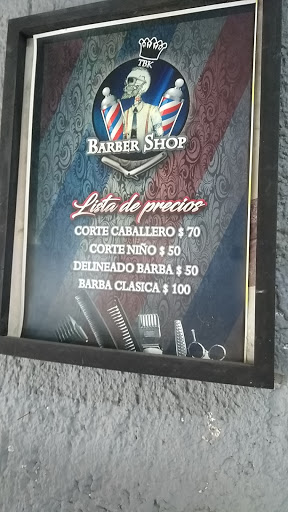 TBK
BARBER SHOP
Lista de precios
CORTE CABALLERO $ 70
CORTE NIÑO $ 50
DELINEADO BARBA $ 50
BARBA CLASICA $ 100